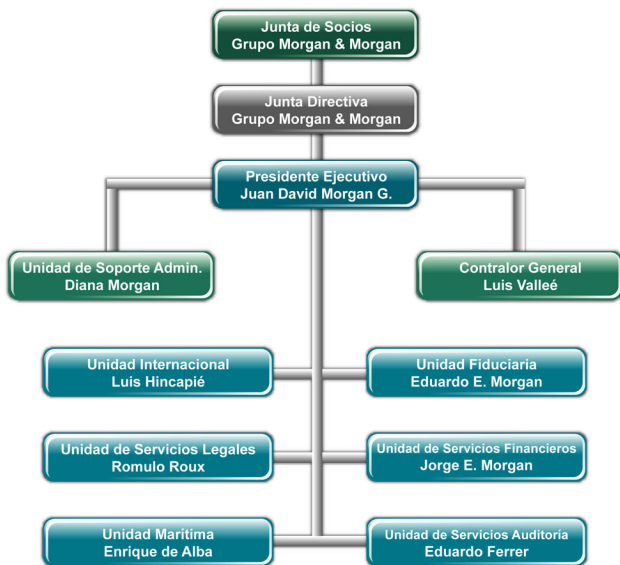 Junta de Socios
Grupo Morgan & Morgan
Junta Directiva
Grupo Morgan & Morgan
Presidente Ejecutivo
Juan David Morgan G.
Unidad de Soporte Admin.
Diana Morgan
Contralor General
Luis Valleé
Unidad Internacional
Luis Hincapié
Unidad Fiduciaria
Eduardo E. Morgan
Unidad de Servicios Legales
Romulo Roux
Unidad de Servicios Financieros
Jorge E. Morgan
Unidad Marítima
Enrique de Alba
Unidad de Servicios Auditoría
Eduardo Ferrer